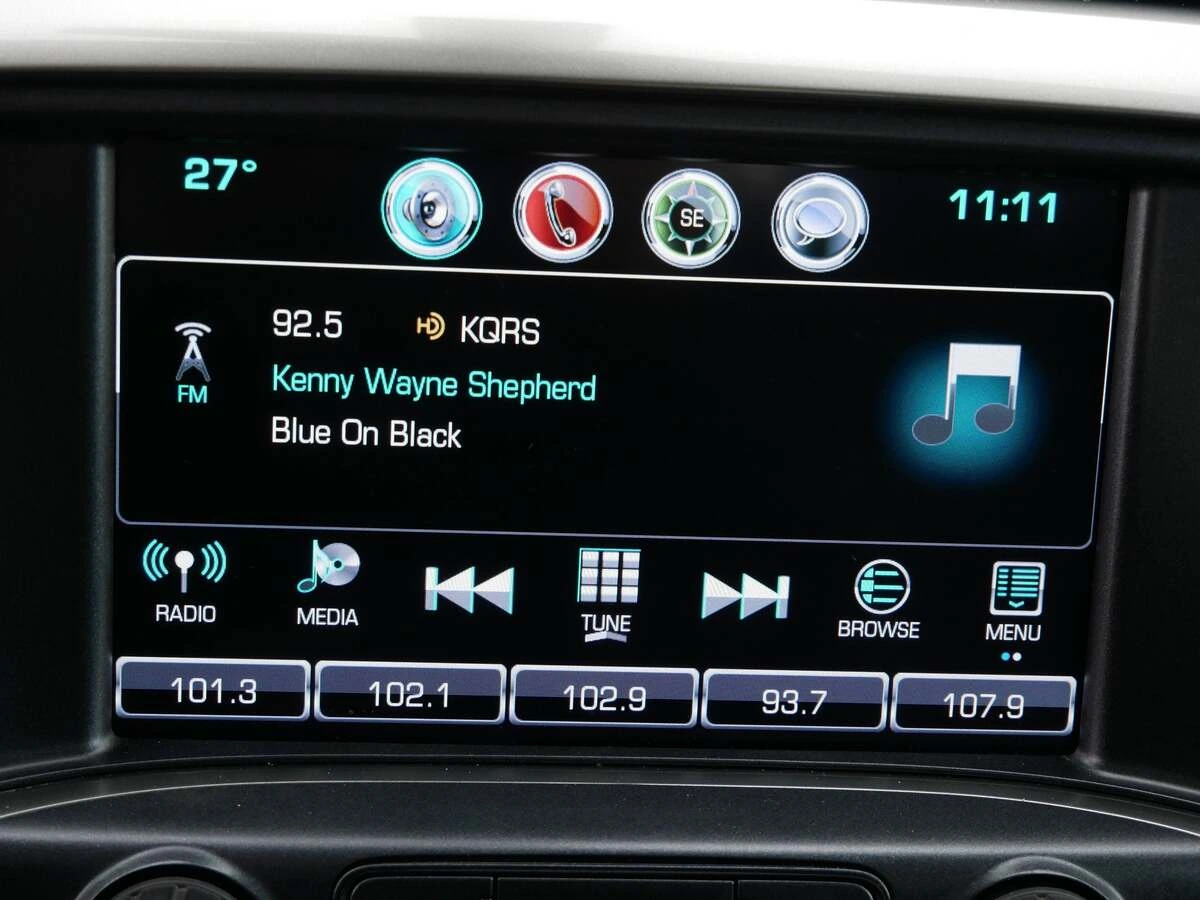 27°
SE
11:11
92.5 HD KQRS
FM
Kenny Wayne Shepherd
Blue On Black
RADIO
MEDIA
TUNE
BROWSE
MENU
101.3
102.1
102.9
93.7
107.9